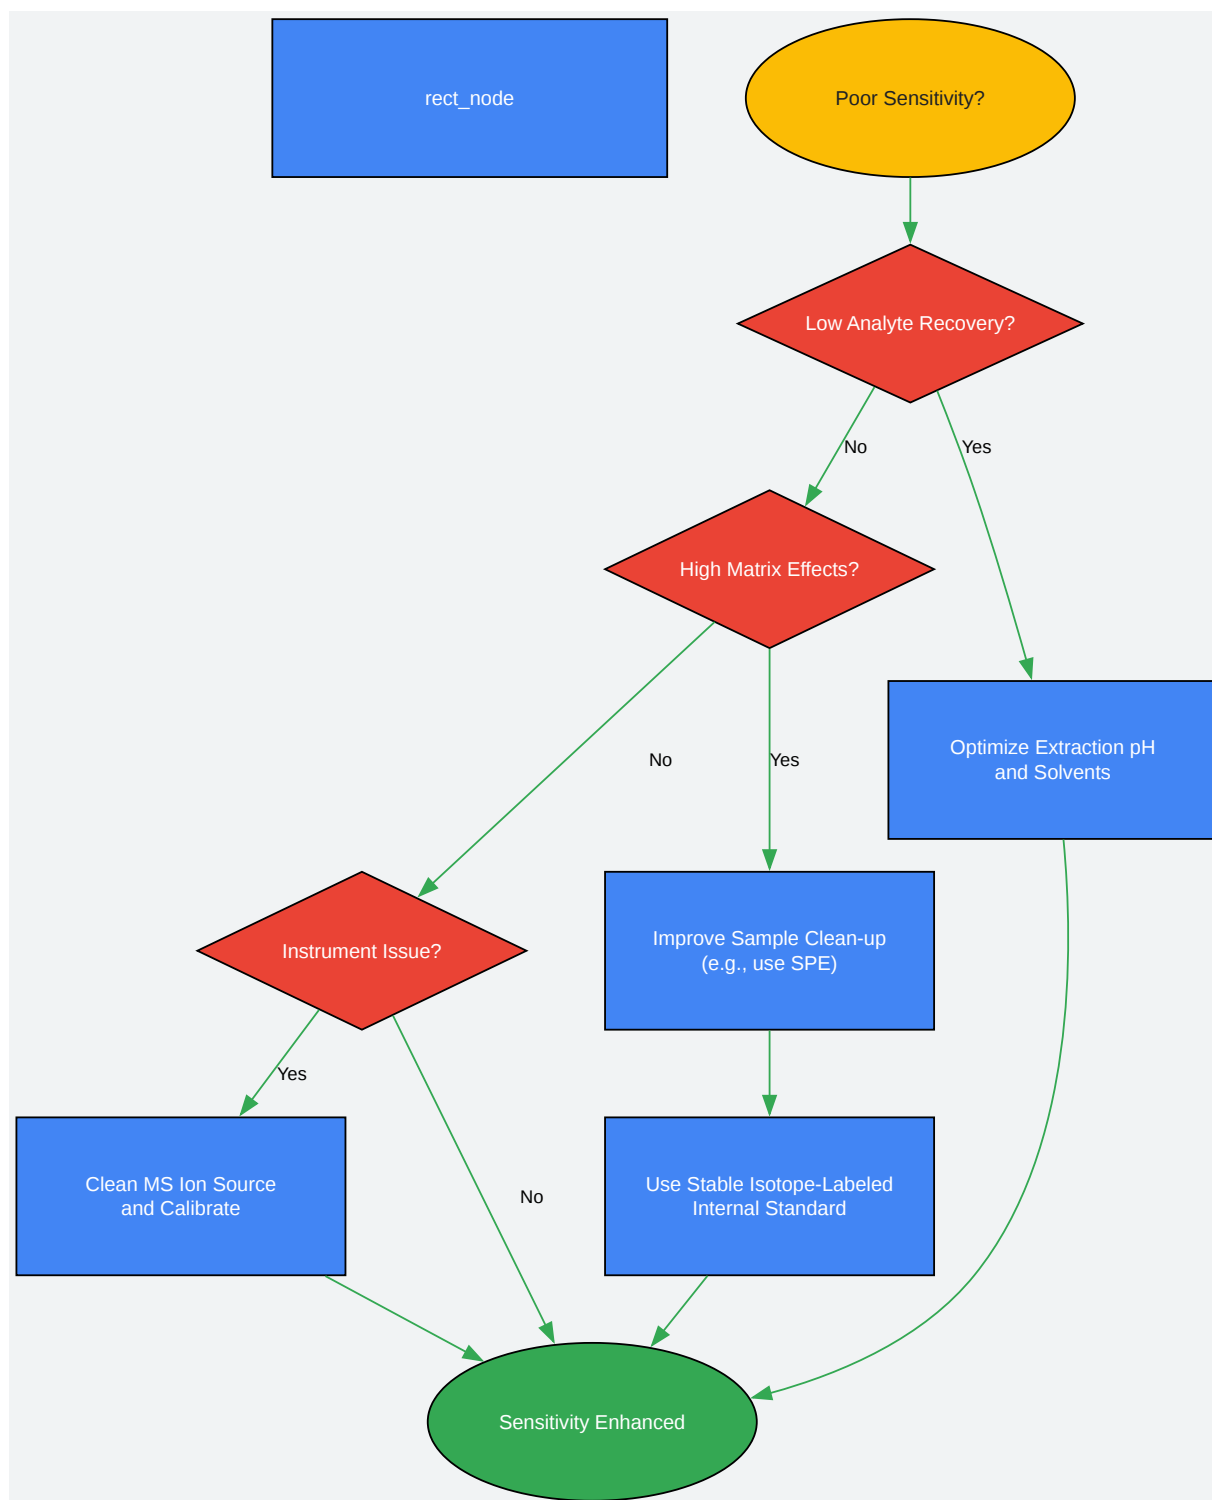 rect_node
Poor Sensitivity?
Low Analyte Recovery?
No
Yes
High Matrix Effects?
Optimize Extraction pH
and Solvents
No
Yes
Instrument Issue?
Improve Sample Clean-up
(e.g., use SPE)
Yes
Clean MS Ion Source
and Calibrate
No
Use Stable Isotope-Labeled
Internal Standard
Sensitivity Enhanced